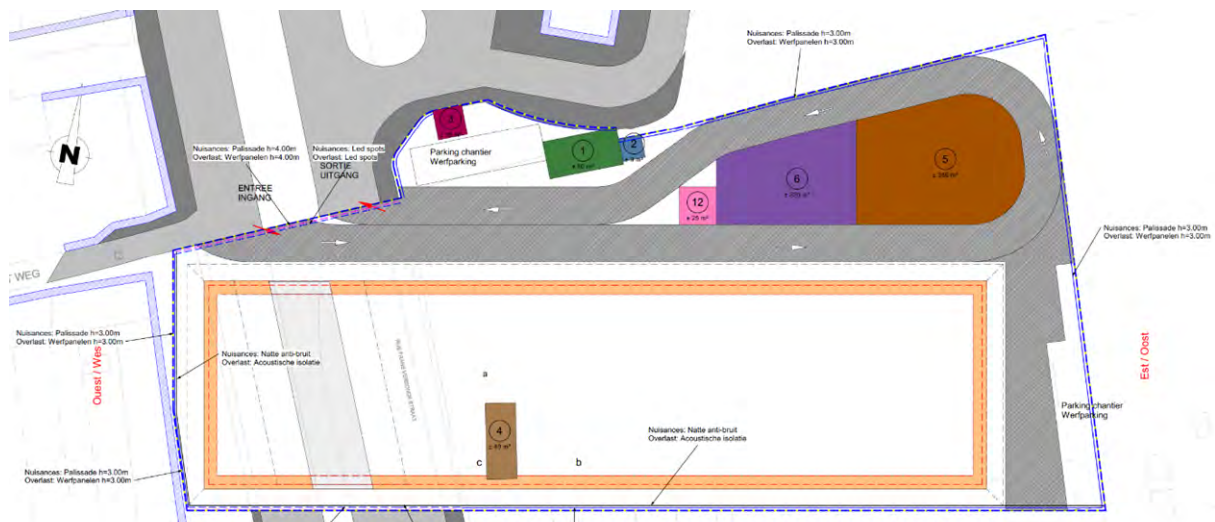 Nuisances: Palissade h=3.00m
Overlast: Werfpanelen h=3.00m
N
Nuisances: Palissade h=4.00m
Overlast: Werfpanelen h=4.00m
Nuisances: Led spots
Overlast: Led spots
SORTIE
UITGANG
ENTREE
INGANG
3
Parking chantier
Werfparking
1
2
12
± 25 m²
6
5
WEG
Nuisances: Palissade h=3.00m
Overlast: Werfpanelen h=3.00m
Nuisances: Palissade h=3.00m
Overlast: Werfpanelen h=3.00m
Ouest / Wes
Nuisances: Natte anti-bruit
Overlast: Acoustische isolatie
Est / Oost
a
4
c
b
Nuisances: Natte anti-bruit
Overlast: Acoustische isolatie
Parking chantier
Werfparking
Nuisances: Palissade h=3.00m
Overlast: Werfpanelen h=3.00m